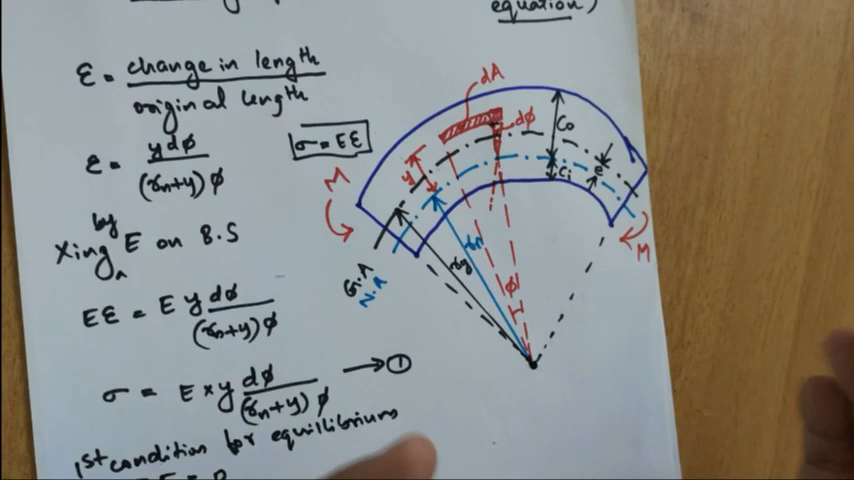 equation)
ε = change in length
original length
ε = ydφ
(rn+y)φ
σ = Eε
by
Xing E on B.S
Eε = E y dφ
(rn+y)φ
σ = E×y dφ → ①
(rn+y)φ
1st condition for equillibrium
dA
dφ
Co
y
e
Ci
M
M
G.A
N.A
rg
rn
φ